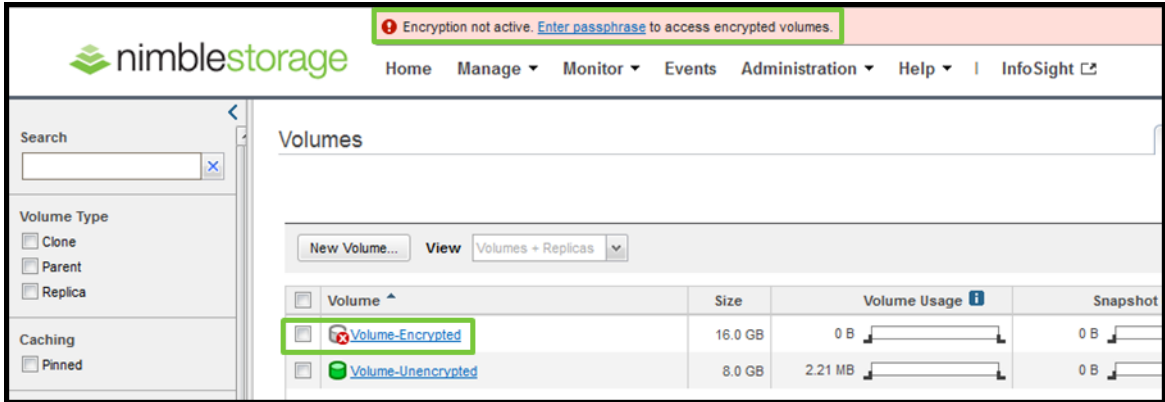 Encryption not active. Enter passphrase to access encrypted volumes.
nimblestorage
Home Manage Monitor Events Administration Help | InfoSight
Search
Volumes
Volume Type
Clone
Parent
Replica
New Volume... View Volumes + Replicas
Volume Size Volume Usage Snapshot
Caching
Pinned
Volume-Encrypted 16.0 GB 0 B 0 B
Volume-Unencrypted 8.0 GB 2.21 MB 0 B